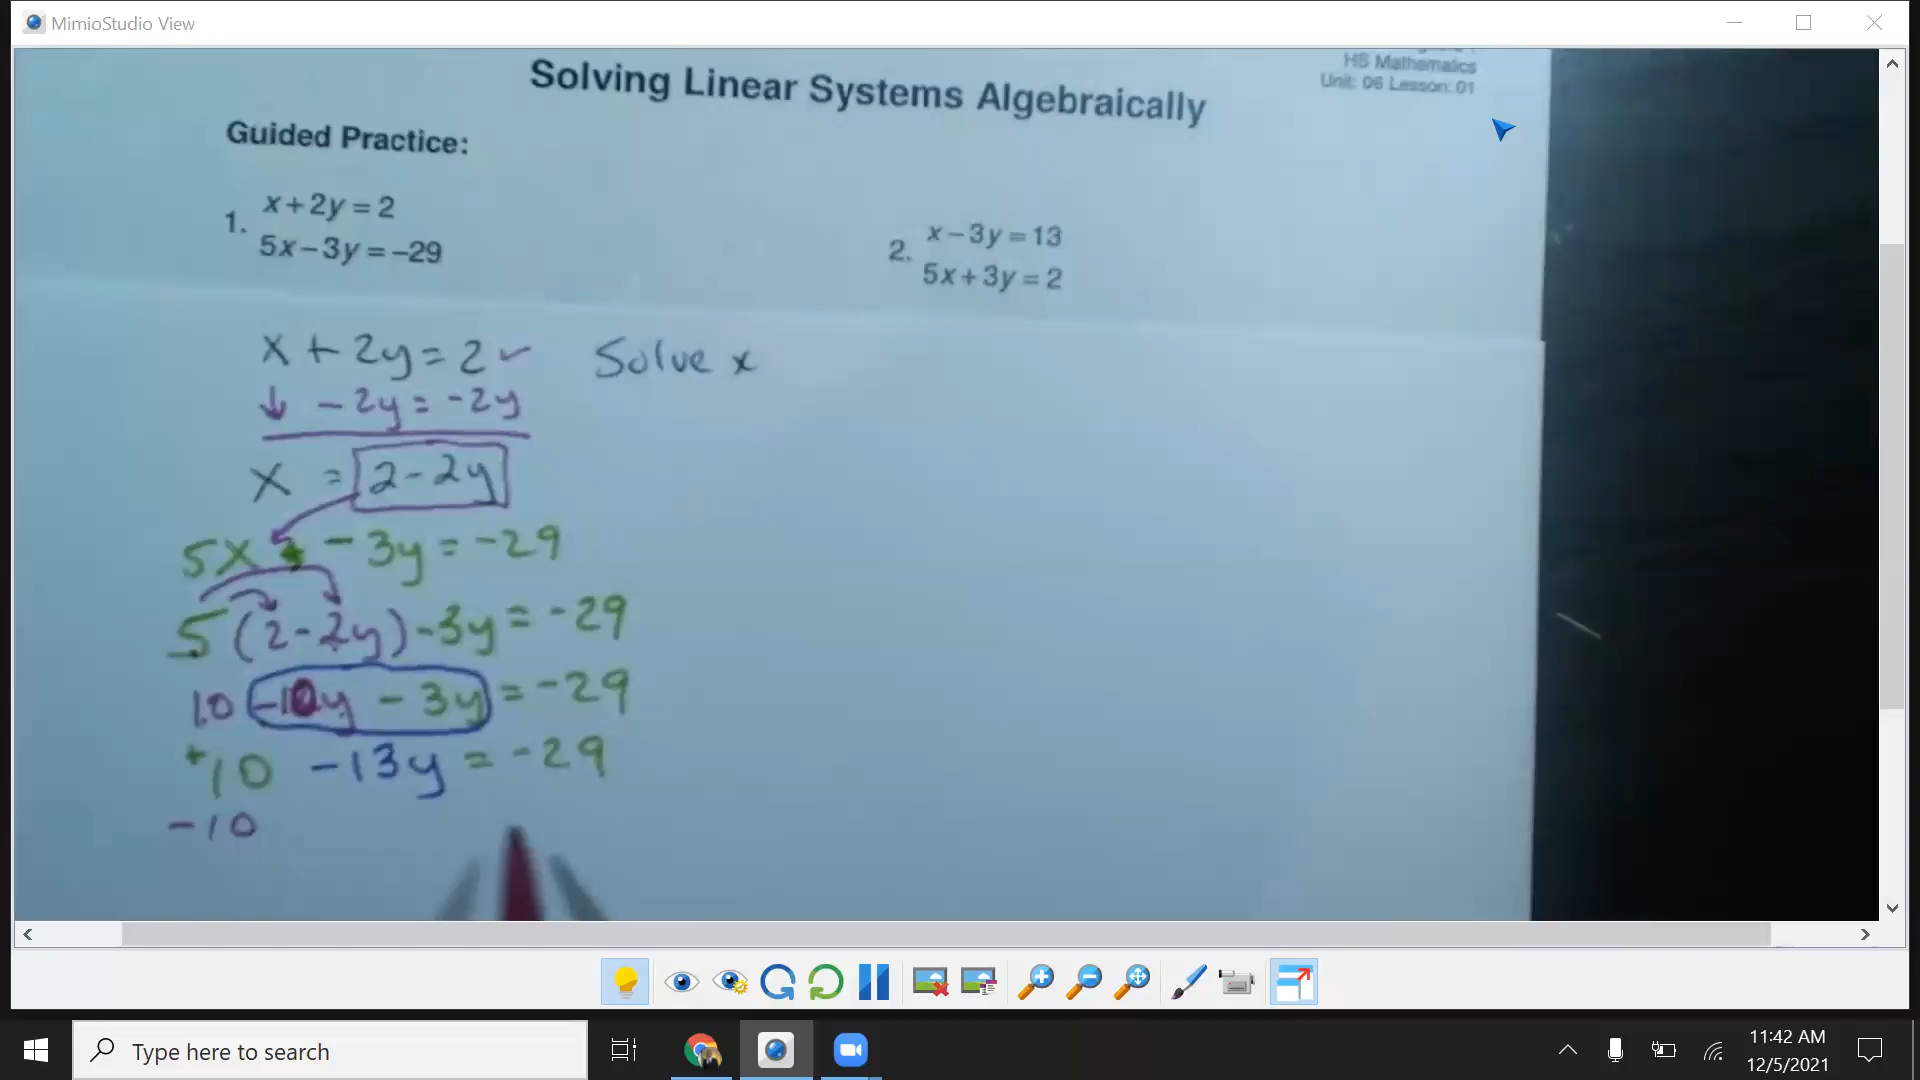 MimioStudio View
HS Mathematics
Unit: 06 Lesson: 01
Solving Linear Systems Algebraically
Guided Practice:
1. x+2y=2
5x−3y=−29
2. x−3y=13
5x+3y=2
x + 2y = 2 Solve x
- 2y = -2y
x = 2-2y
5x - 3y = -29
5(2-2y)-3y = -29
10 -10y - 3y = -29
+10 -13y = -29
-10
Type here to search
11:42 AM
12/5/2021